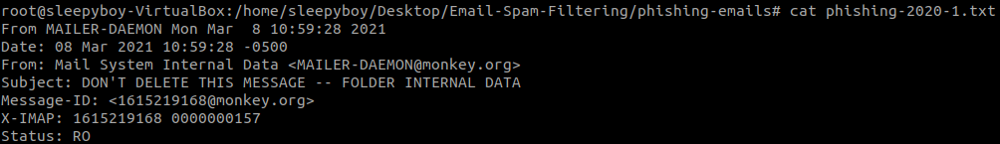 root@sleepyboy-VirtualBox:/home/sleepyboy/Desktop/Email-Spam-Filtering/phishing-emails# cat phishing-2020-1.txt
From MAILER-DAEMON Mon Mar  8 10:59:28 2021
Date: 08 Mar 2021 10:59:28 -0500
From: Mail System Internal Data <MAILER-DAEMON@monkey.org>
Subject: DON'T DELETE THIS MESSAGE -- FOLDER INTERNAL DATA
Message-ID: <1615219168@monkey.org>
X-IMAP: 1615219168 0000000157
Status: RO